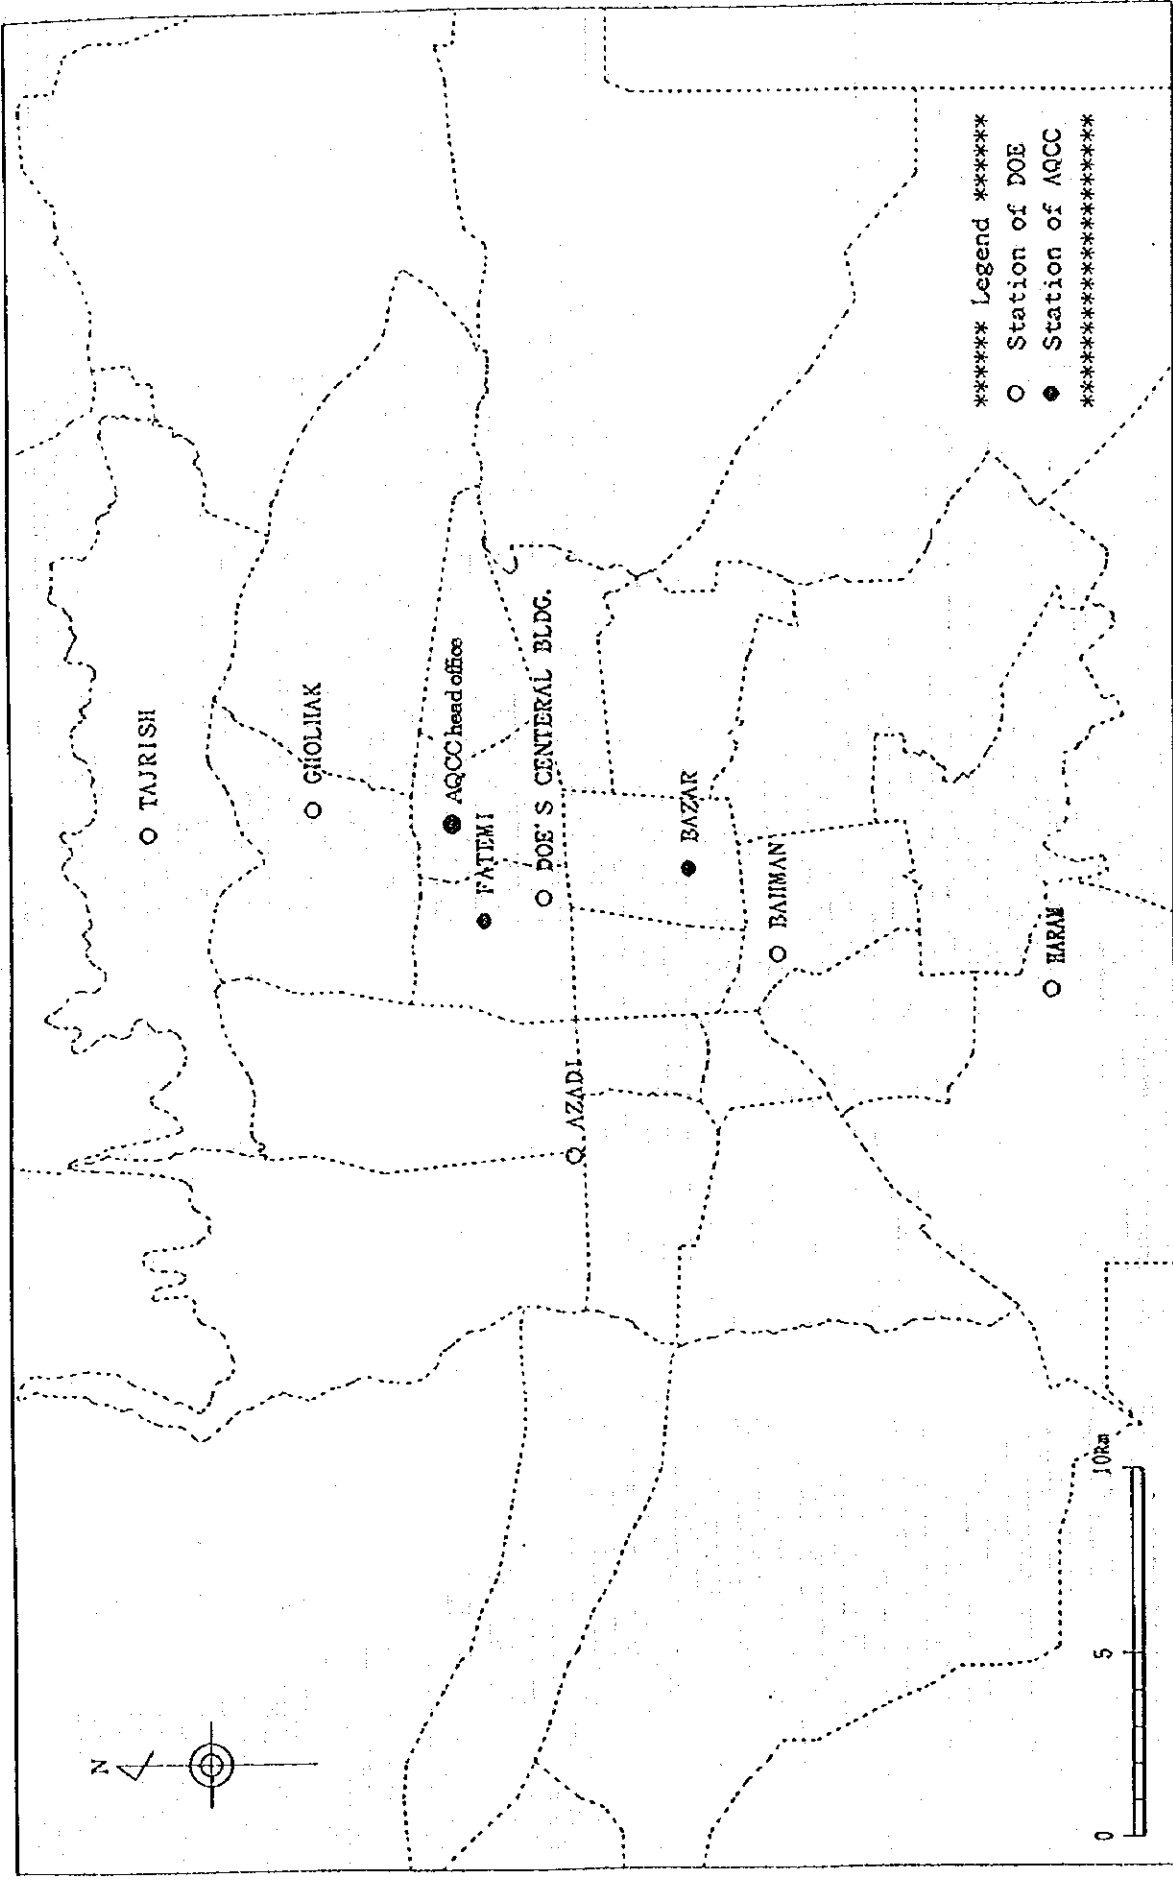 N
TAJRISH
GHOLHAK
AQCC head office
FATEMI
DOE'S CENTERAL BLDG.
AZADI
BAZAR
BAHMAN
HARAM
****** Legend ******
○ Station of DOE
● Station of AQCC
*********************
0 5 10Km